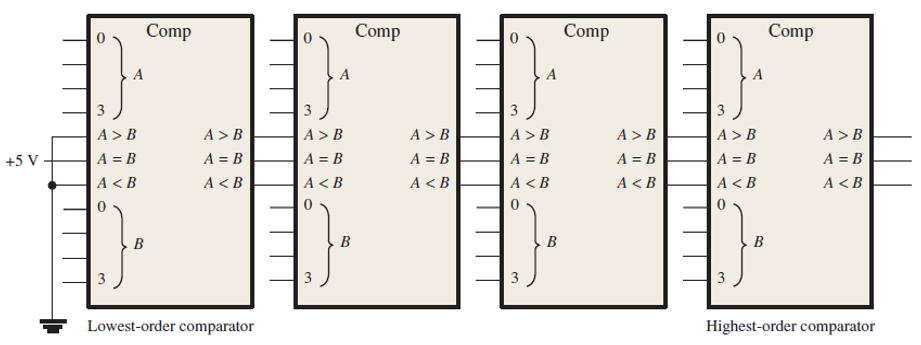 Comp Comp Comp Comp
0 0 0 0
A A A A
3 3 3 3
A > B A > B A > B A > B A > B A > B A > B A > B
+5 V A = B A = B A = B A = B A = B A = B A = B A = B
A < B A < B A < B A < B A < B A < B A < B A < B
0 0 0 0
B B B B
3 3 3 3
Lowest-order comparator Highest-order comparator